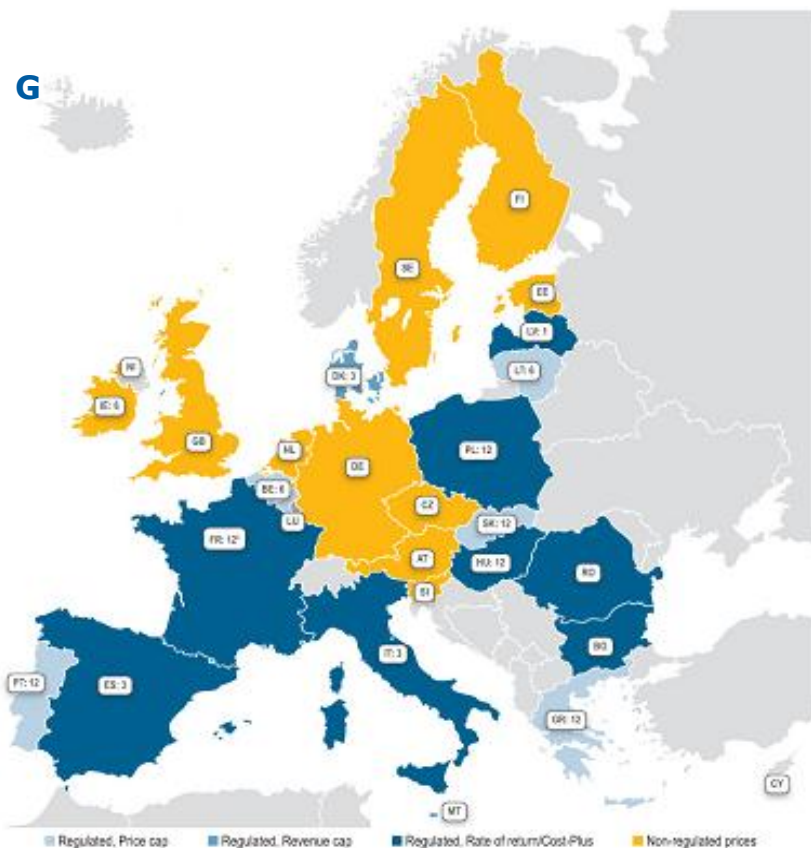 G
FI
SE
EE
LV: 1
NI
DK: 3
LT: 6
IE: 6
GB
NL
DE
PL: 12
BE: 6
CZ
LU
SK: 12
FR: 12¹
AT
HU: 12
RO
SI
BG
IT: 3
PT: 12
ES: 3
GR: 12
CY
MT
Regulated, Price cap Regulated, Revenue cap Regulated, Rate of return/Cost-Plus Non-regulated prices